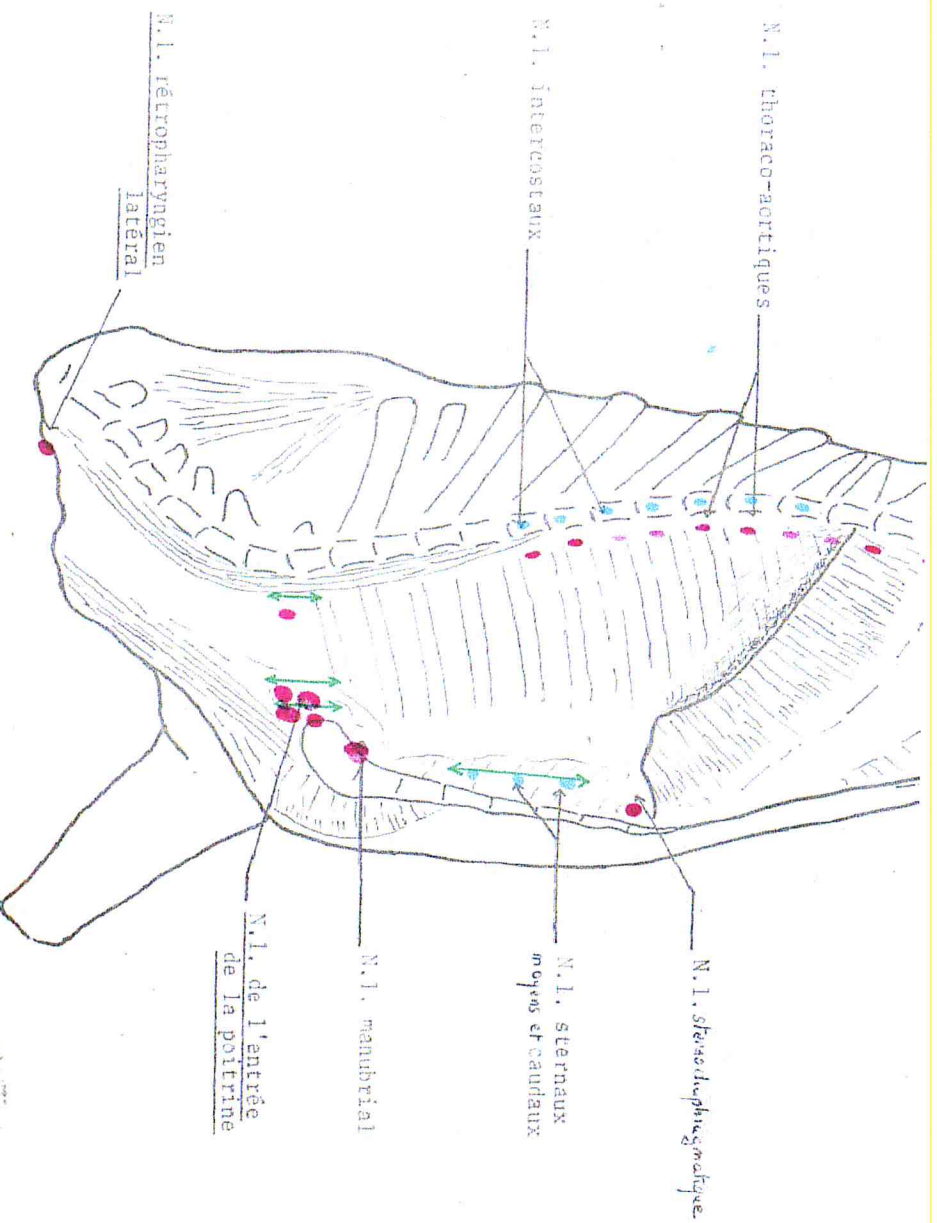 N.l. thoraco-aortiques
N.l. intercostaux
N.l. rétropharyngien
latéral
N.l. sternodiaphragmatique
N.l. sternaux
moyens et caudaux
N.l. manubrial
N.l. de l'entrée
de la poitrine